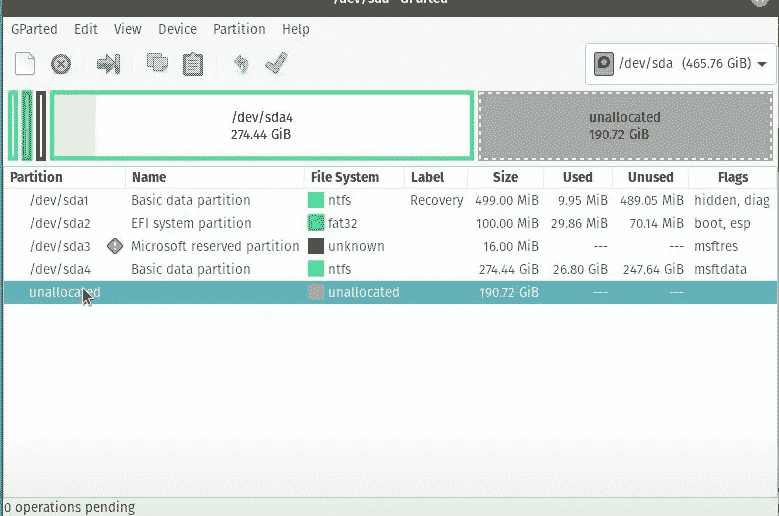 /dev/sda - GParted
GParted Edit View Device Partition Help
/dev/sda (465.76 GiB)
/dev/sda4
274.44 GiB
unallocated
190.72 GiB
Partition Name File System Label Size Used Unused Flags
/dev/sda1 Basic data partition ntfs Recovery 499.00 MiB 9.95 MiB 489.05 MiB hidden, diag
/dev/sda2 EFI system partition fat32 100.00 MiB 29.86 MiB 70.14 MiB boot, esp
/dev/sda3 Microsoft reserved partition unknown 16.00 MiB --- --- msftres
/dev/sda4 Basic data partition ntfs 274.44 GiB 26.80 GiB 247.64 GiB msftdata
unallocated unallocated 190.72 GiB --- ---
0 operations pending